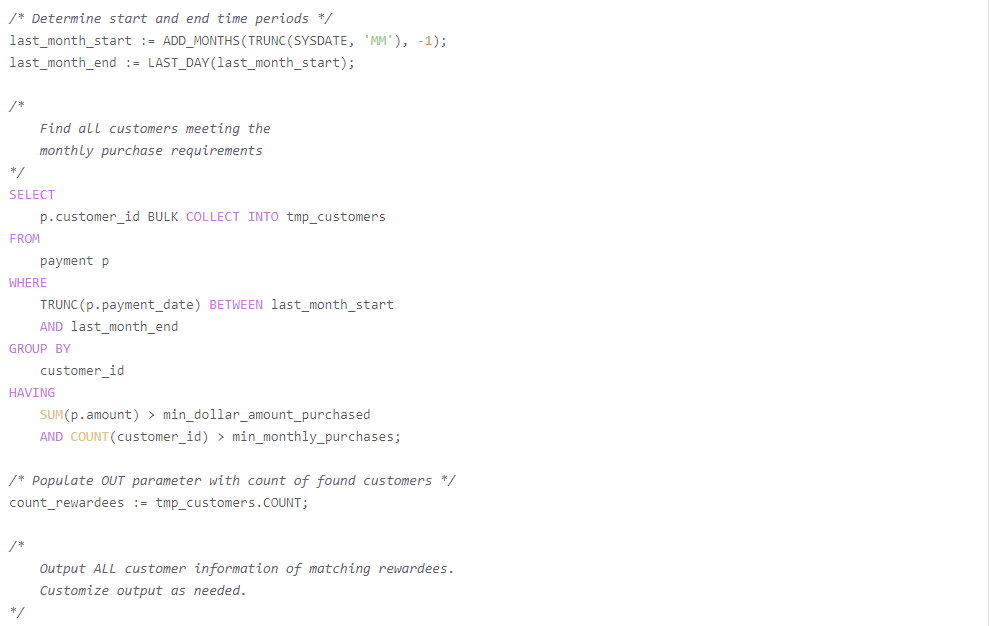 /* Determine start and end time periods */
last_month_start := ADD_MONTHS(TRUNC(SYSDATE, 'MM'), -1);
last_month_end := LAST_DAY(last_month_start);

/*
    Find all customers meeting the
    monthly purchase requirements
*/
SELECT
    p.customer_id BULK COLLECT INTO tmp_customers
FROM
    payment p
WHERE
    TRUNC(p.payment_date) BETWEEN last_month_start
    AND last_month_end
GROUP BY
    customer_id
HAVING
    SUM(p.amount) > min_dollar_amount_purchased
    AND COUNT(customer_id) > min_monthly_purchases;

/* Populate OUT parameter with count of found customers */
count_rewardees := tmp_customers.COUNT;

/*
    Output ALL customer information of matching rewardees.
    Customize output as needed.
*/